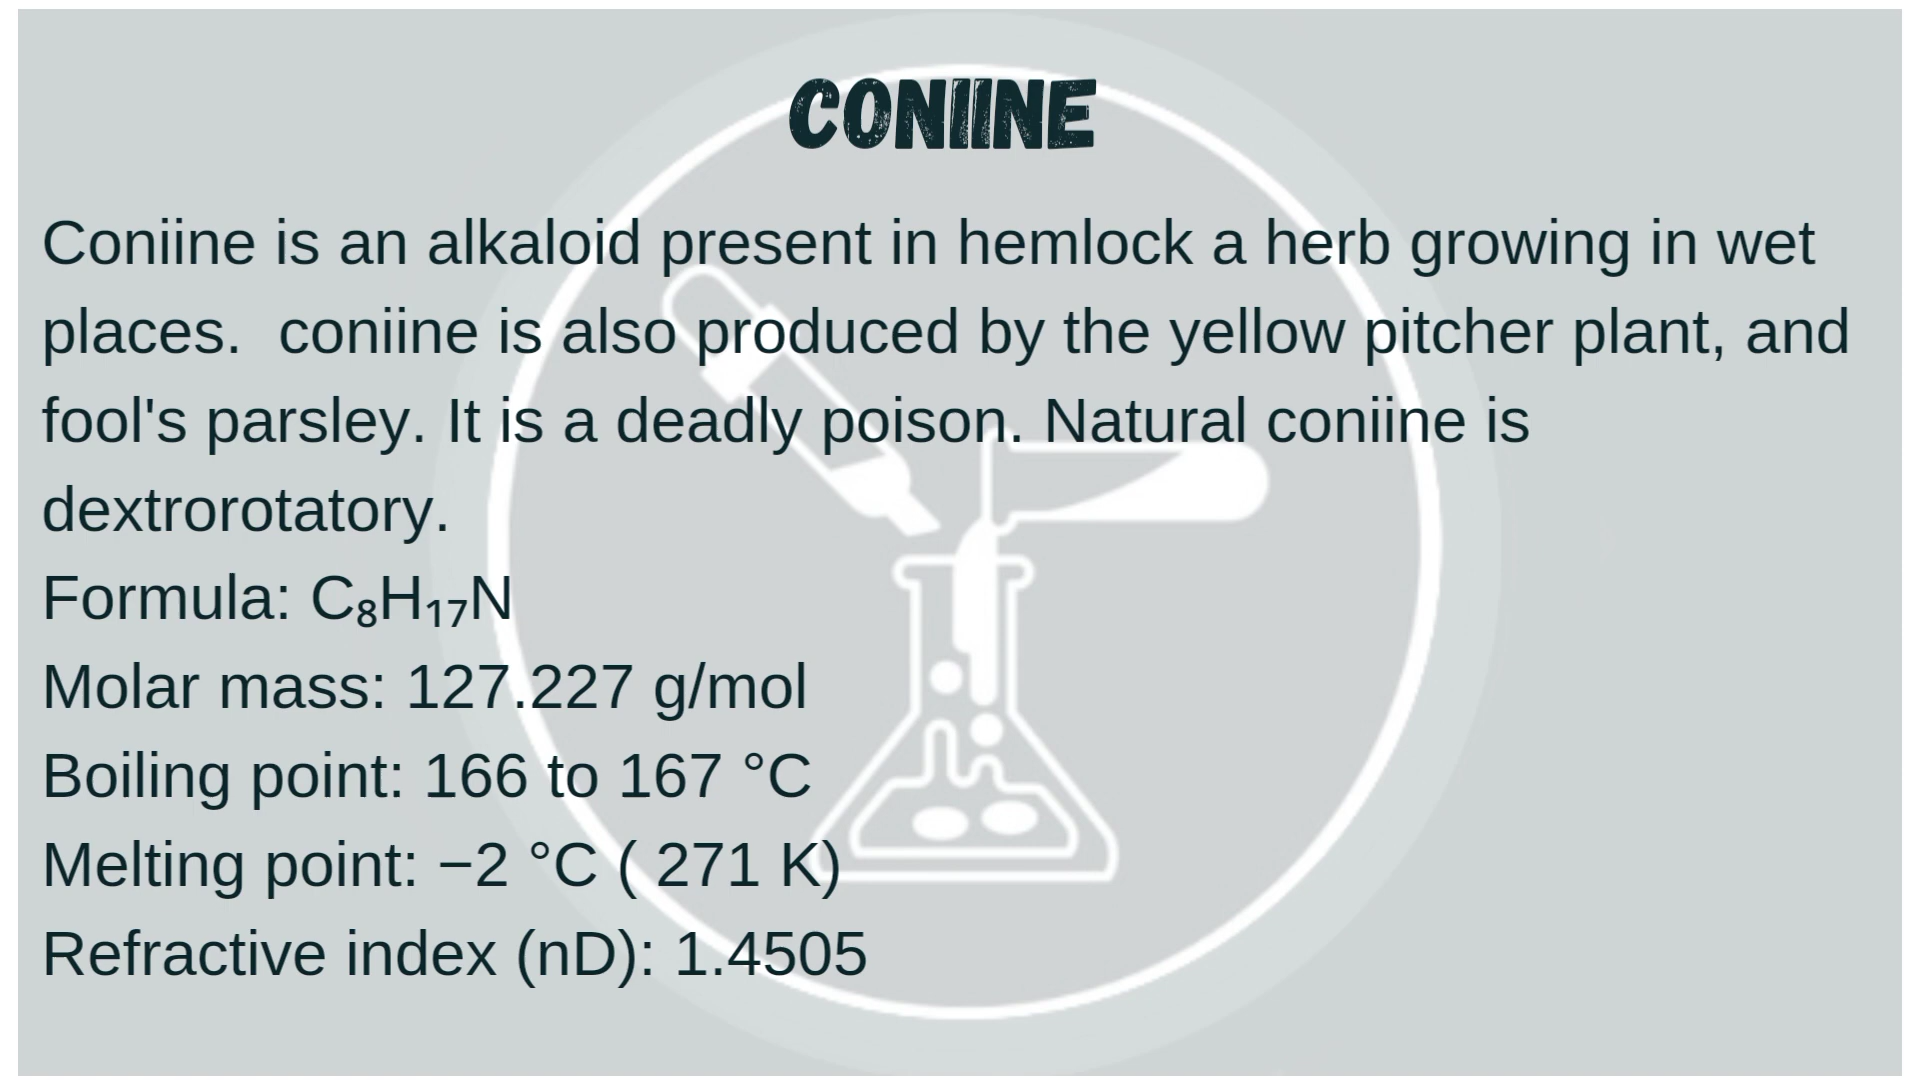 CONIINE
Coniine is an alkaloid present in hemlock a herb growing in wet
places.  coniine is also produced by the yellow pitcher plant, and
fool's parsley. It is a deadly poison. Natural coniine is
dextrorotatory.
Formula: C₈H₁₇N
Molar mass: 127.227 g/mol
Boiling point: 166 to 167 °C
Melting point: −2 °C ( 271 K)
Refractive index (nD): 1.4505